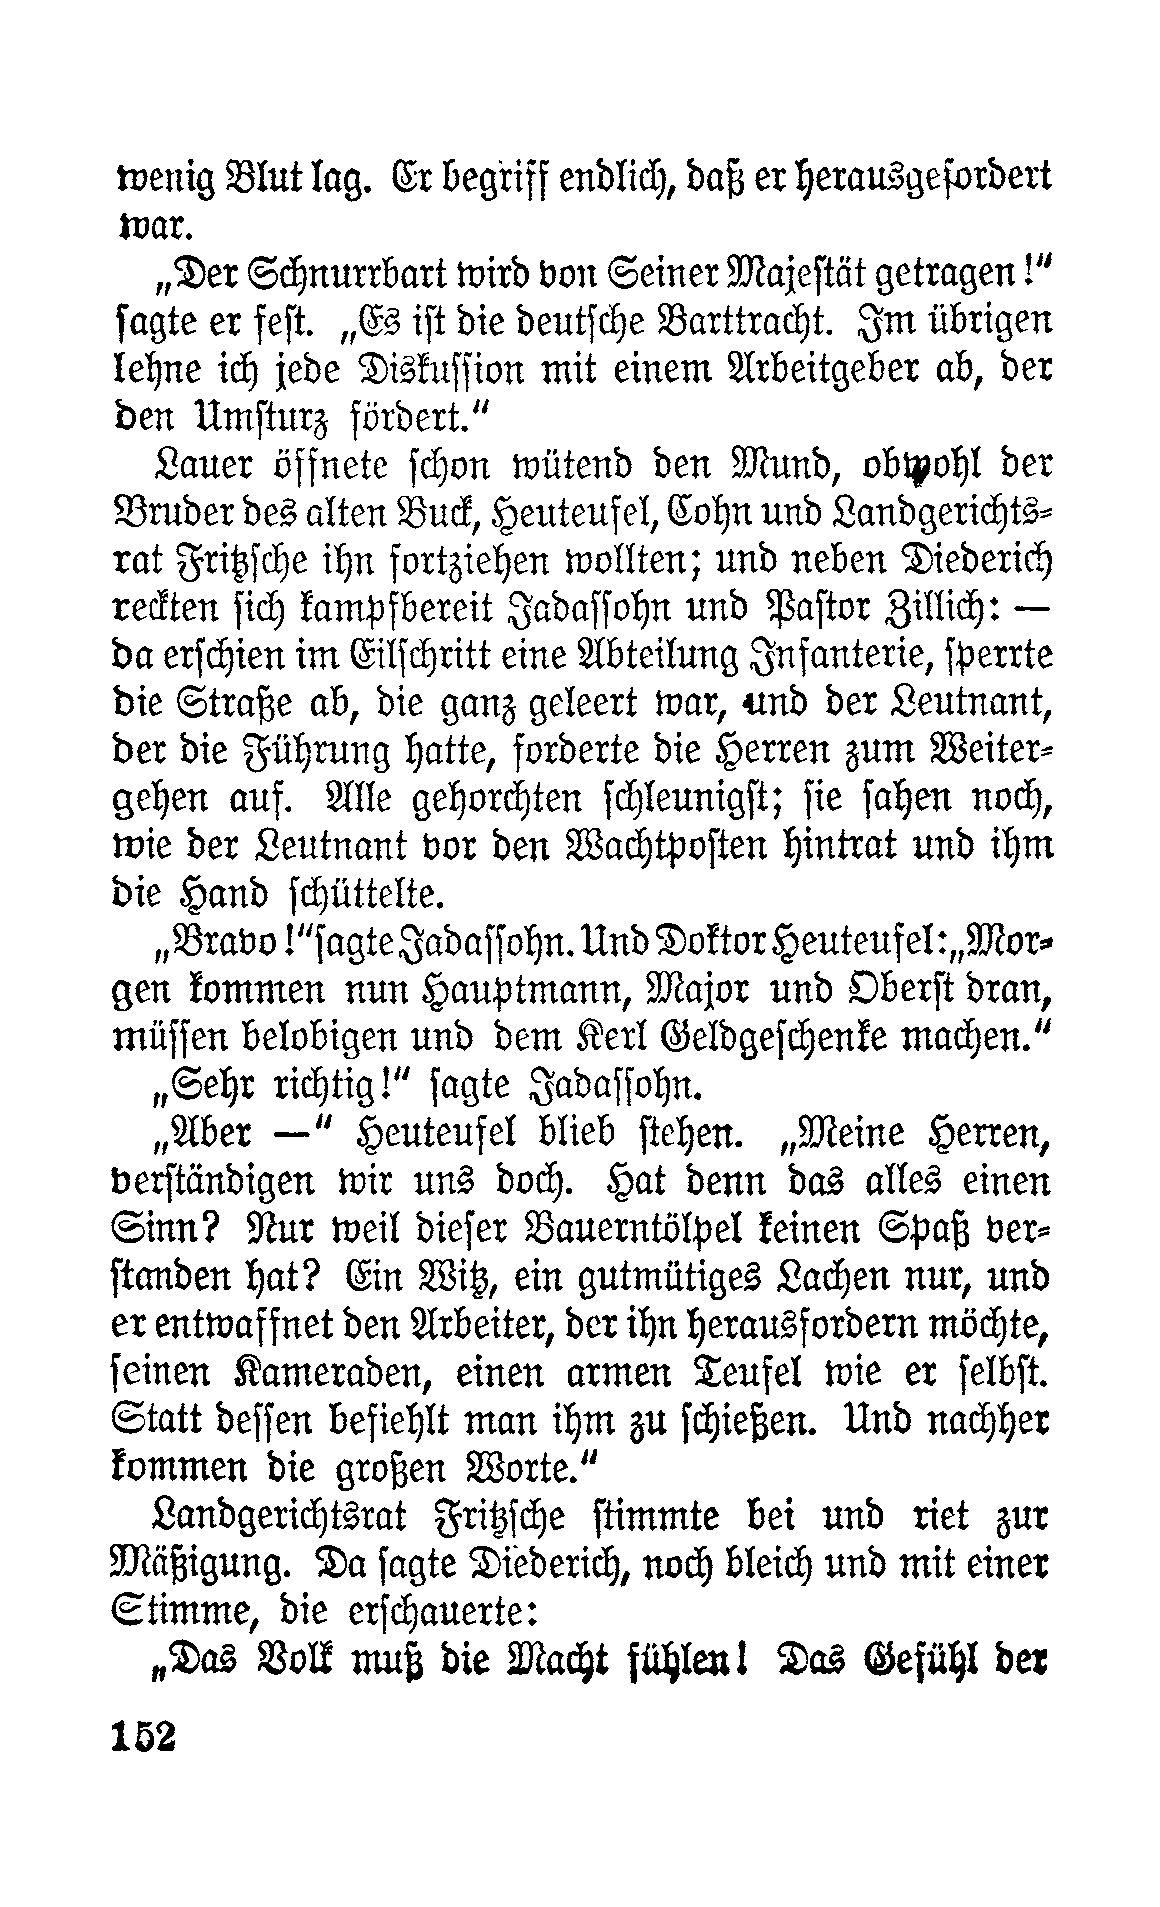 wenig Blut lag. Er begriff endlich, daß er herausgefordert
war.
„Der Schnurrbart wird von Seiner Majestät getragen!“
sagte er fest. „Es ist die deutsche Barttracht. Im übrigen
lehne ich jede Diskussion mit einem Arbeitgeber ab, der
den Umsturz fördert.“
Lauer öffnete schon wütend den Mund, obwohl der
Bruder des alten Buck, Heuteufel, Cohn und Landgerichts-
rat Fritzsche ihn fortziehen wollten; und neben Diederich
reckten sich kampfbereit Jadassohn und Pastor Zillich: —
da erschien im Eilschritt eine Abteilung Infanterie, sperrte
die Straße ab, die ganz geleert war, und der Leutnant,
der die Führung hatte, forderte die Herren zum Weiter-
gehen auf. Alle gehorchten schleunigst; sie sahen noch,
wie der Leutnant vor den Wachtposten hintrat und ihm
die Hand schüttelte.
„Bravo!“ sagte Jadassohn. Und Doktor Heuteufel: „Mor-
gen kommen nun Hauptmann, Major und Oberst dran,
müssen belobigen und dem Kerl Geldgeschenke machen.“
„Sehr richtig!“ sagte Jadassohn.
„Aber —“ Heuteufel blieb stehen. „Meine Herren,
verständigen wir uns doch. Hat denn das alles einen
Sinn? Nur weil dieser Bauerntölpel keinen Spaß ver-
standen hat? Ein Witz, ein gutmütiges Lachen nur, und
er entwaffnet den Arbeiter, der ihn herausfordern möchte,
seinen Kameraden, einen armen Teufel wie er selbst.
Statt dessen befiehlt man ihm zu schießen. Und nachher
kommen die großen Worte.“
Landgerichtsrat Fritzsche stimmte bei und riet zur
Mäßigung. Da sagte Diederich, noch bleich und mit einer
Stimme, die erschauerte:
„Das Volk muß die Macht fühlen! Das Gefühl der
152